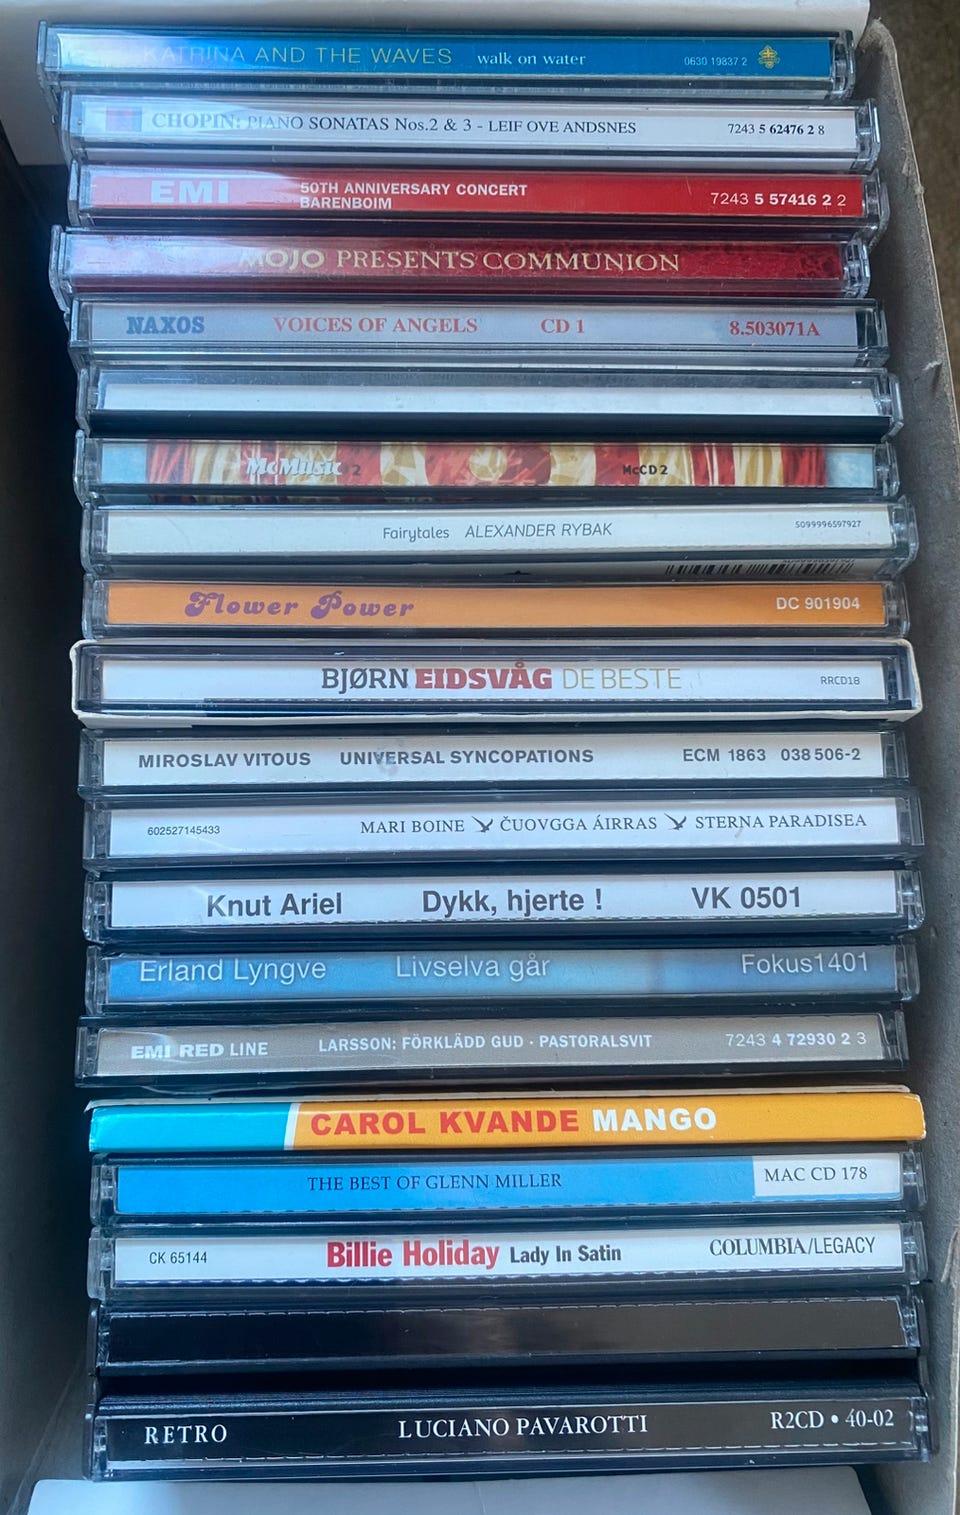 KATRINA AND THE WAVES walk on water 0630 19837 2
CHOPIN: PIANO SONATAS Nos.2 & 3 - LEIF OVE ANDSNES 7243 5 62476 2 8
EMI 50TH ANNIVERSARY CONCERT 7243 5 57416 2 2
BARENBOIM
MOJO PRESENTS COMMUNION
NAXOS VOICES OF ANGELS CD 1 8.503071A
McMusic 2 McCD2
Fairytales ALEXANDER RYBAK 5099996597927
Flower Power DC 901904
BJØRN EIDSVÅG DE BESTE RRCD18
MIROSLAV VITOUS UNIVERSAL SYNCOPATIONS ECM 1863 038 506-2
602527145433 MARI BOINE ČUOVGGA ÁIRRAS STERNA PARADISEA
Knut Ariel Dykk, hjerte ! VK 0501
Erland Lyngve Livselva går Fokus1401
EMI RED LINE LARSSON: FÖRKLÄDD GUD · PASTORALSVIT 7243 4 72930 2 3
CAROL KVANDE MANGO
THE BEST OF GLENN MILLER MAC CD 178
CK 65144 Billie Holiday Lady In Satin COLUMBIA/LEGACY
RETRO LUCIANO PAVAROTTI R2CD • 40-02